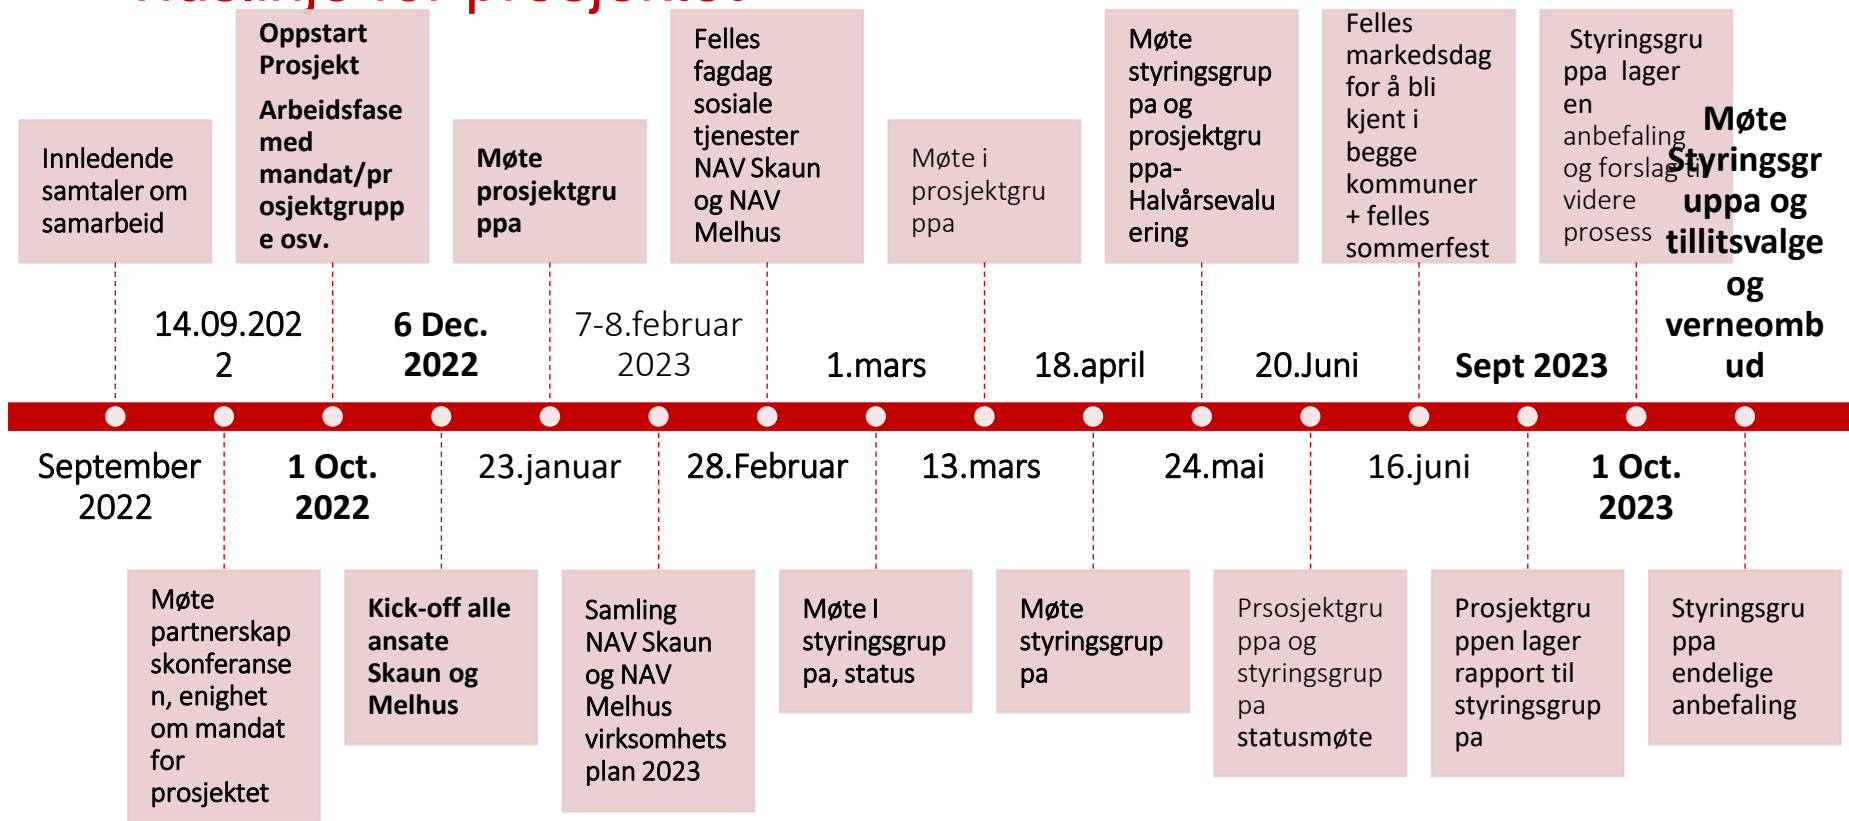 Tidslinje for prosjektet
Innledende
samtaler om
samarbeid
Oppstart
Prosjekt
Arbeidsfase
med
mandat/pr
osjektgrupp
e osv.
Møte
prosjektgru
ppa
Felles
fagdag
sosiale
tjenester
NAV Skaun
og NAV
Melhus
Møte i
prosjektgru
ppa
Møte
styringsgrup
pa og
prosjektgru
ppa-
Halvårsevalu
ering
Felles
markedsdag
for å bli
kjent i
begge
kommuner
+ felles
sommerfest
Styringsgru
ppa lager
en
anbefaling
og forslag til
videre
prosess
Møte
Styringsgr
uppa og
tillitsvalge
og
verneomb
ud
14.09.202
2
6 Dec.
2022
7-8.februar
2023
1.mars
18.april
20.Juni
Sept 2023
September
2022
1 Oct.
2022
23.januar
28.Februar
13.mars
24.mai
16.juni
1 Oct.
2023
Møte
partnerskap
skonferanse
n, enighet
om mandat
for
prosjektet
Kick-off alle
ansate
Skaun og
Melhus
Samling
NAV Skaun
og NAV
Melhus
virksomhets
plan 2023
Møte I
styringsgrup
pa, status
Møte
styringsgrup
pa
Prsosjektgru
ppa og
styringsgrup
pa
statusmøte
Prosjektgru
ppen lager
rapport til
styringsgrup
pa
Styringsgru
ppa
endelige
anbefaling